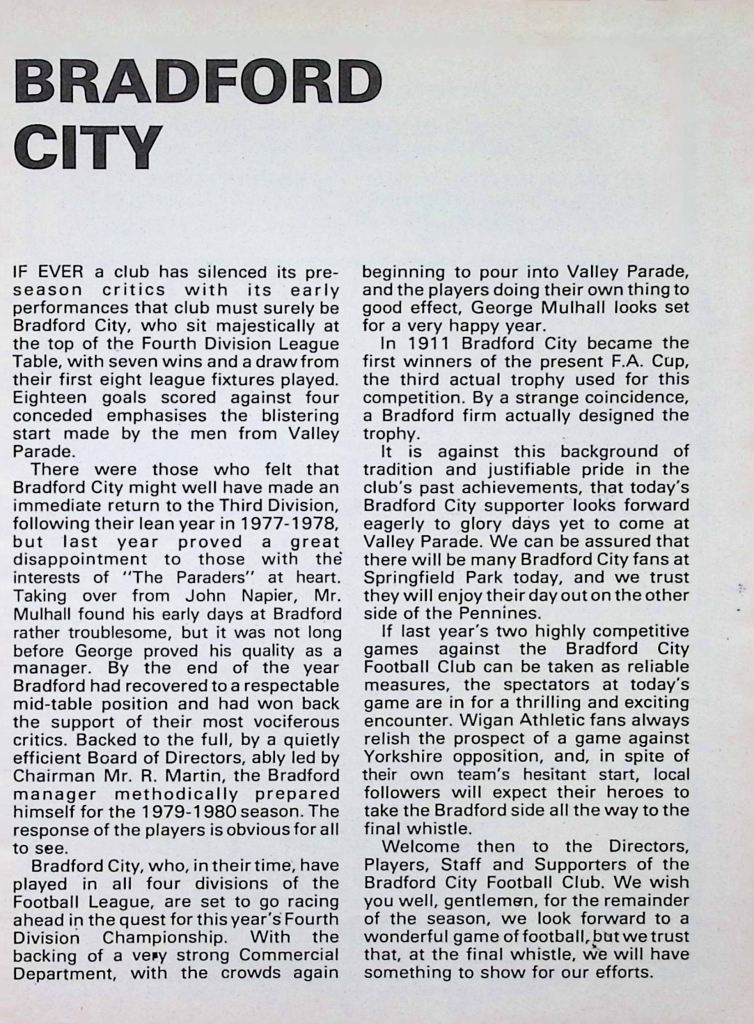 BRADFORD
CITY
IF EVER a club has silenced its pre-
season critics with its early
performances that club must surely be
Bradford City, who sit majestically at
the top of the Fourth Division League
Table, with seven wins and a draw from
their first eight league fixtures played.
Eighteen goals scored against four
conceded emphasises the blistering
start made by the men from Valley
Parade.
There were those who felt that
Bradford City might well have made an
immediate return to the Third Division,
following their lean year in 1977-1978,
but last year proved a great
disappointment to those with the
interests of "The Paraders" at heart.
Taking over from John Napier, Mr.
Mulhall found his early days at Bradford
rather troublesome, but it was not long
before George proved his quality as a
manager. By the end of the year
Bradford had recovered to a respectable
mid-table position and had won back
the support of their most vociferous
critics. Backed to the full, by a quietly
efficient Board of Directors, ably led by
Chairman Mr. R. Martin, the Bradford
manager methodically prepared
himself for the 1979-1980 season. The
response of the players is obvious for all
to see.
Bradford City, who, in their time, have
played in all four divisions of the
Football League, are set to go racing
ahead in the quest for this year's Fourth
Division Championship. With the
backing of a very strong Commercial
Department, with the crowds again
beginning to pour into Valley Parade,
and the players doing their own thing to
good effect, George Mulhall looks set
for a very happy year.
In 1911 Bradford City became the
first winners of the present F.A. Cup,
the third actual trophy used for this
competition. By a strange coincidence,
a Bradford firm actually designed the
trophy.
It is against this background of
tradition and justifiable pride in the
club's past achievements, that today's
Bradford City supporter looks forward
eagerly to glory days yet to come at
Valley Parade. We can be assured that
there will be many Bradford City fans at
Springfield Park today, and we trust
they will enjoy their day out on the other
side of the Pennines.
If last year's two highly competitive
games against the Bradford City
Football Club can be taken as reliable
measures, the spectators at today's
game are in for a thrilling and exciting
encounter. Wigan Athletic fans always
relish the prospect of a game against
Yorkshire opposition, and, in spite of
their own team's hesitant start, local
followers will expect their heroes to
take the Bradford side all the way to the
final whistle.
Welcome then to the Directors,
Players, Staff and Supporters of the
Bradford City Football Club. We wish
you well, gentlemen, for the remainder
of the season, we look forward to a
wonderful game of football, but we trust
that, at the final whistle, we will have
something to show for our efforts.